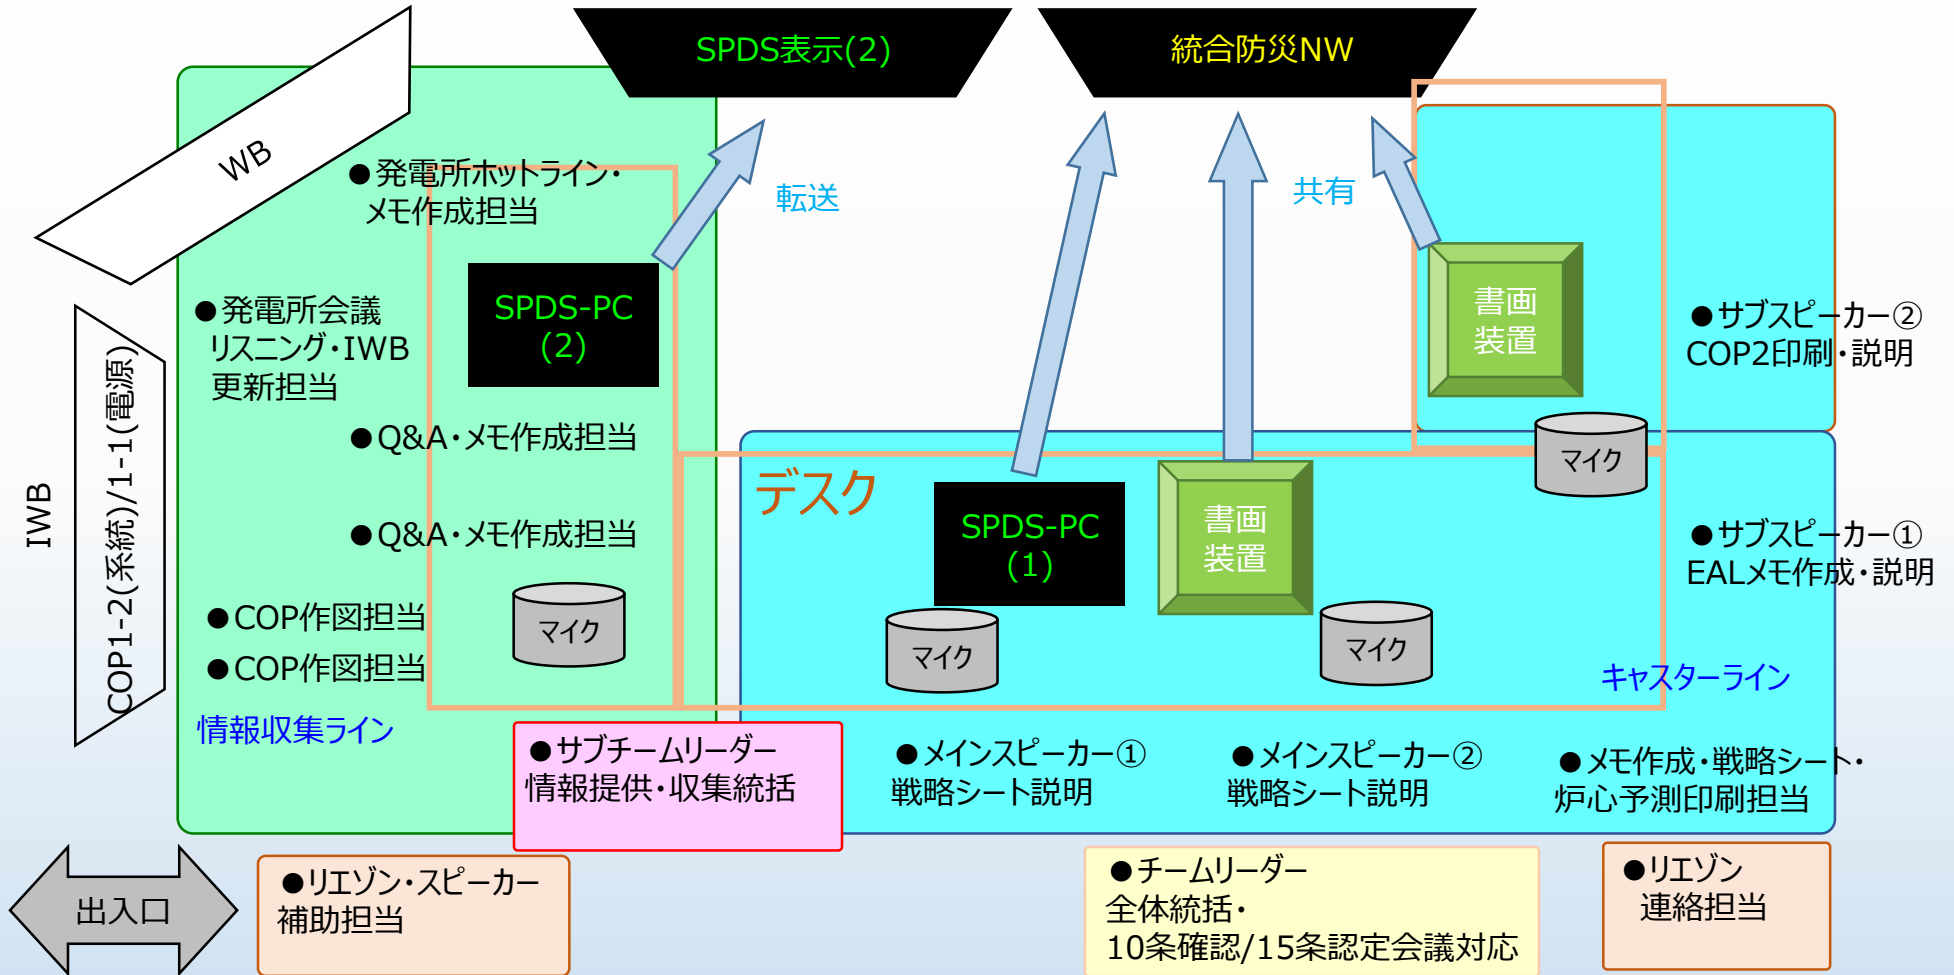 SPDS表示(2)
統合防災NW
WB
●発電所ホットライン・
メモ作成担当
転送
共有
SPDS-PC
(2)
書画
装置
●発電所会議
リスニング・IWB
更新担当
●サブスピーカー②
COP2印刷・説明
IWB
COP1-2(系統)/1-1(電源)
●Q&A・メモ作成担当
マイク
デスク
SPDS-PC
(1)
書画
装置
●Q&A・メモ作成担当
●サブスピーカー①
EALメモ作成・説明
●COP作図担当
●COP作図担当
マイク
マイク
マイク
キャスターライン
情報収集ライン
●サブチームリーダー
情報提供・収集統括
●メインスピーカー①
戦略シート説明
●メインスピーカー②
戦略シート説明
●メモ作成・戦略シート・
炉心予測印刷担当
出入口
●リエゾン・スピーカー
補助担当
●チームリーダー
全体統括・
10条確認/15条認定会議対応
●リエゾン
連絡担当